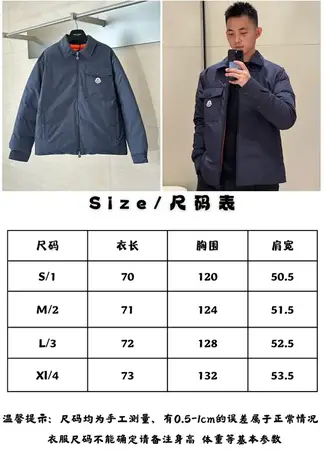 Size/尺码表
尺码 衣长 胸围 肩宽
S/1 70 120 50.5
M/2 71 124 51.5
L/3 72 128 52.5
Xl/4 73 132 53.5
温馨提示：尺码均为手工测量、有0.5-1cm的误差属于正常情况
衣服尺码不能确定请备注身高 体重等基本参数